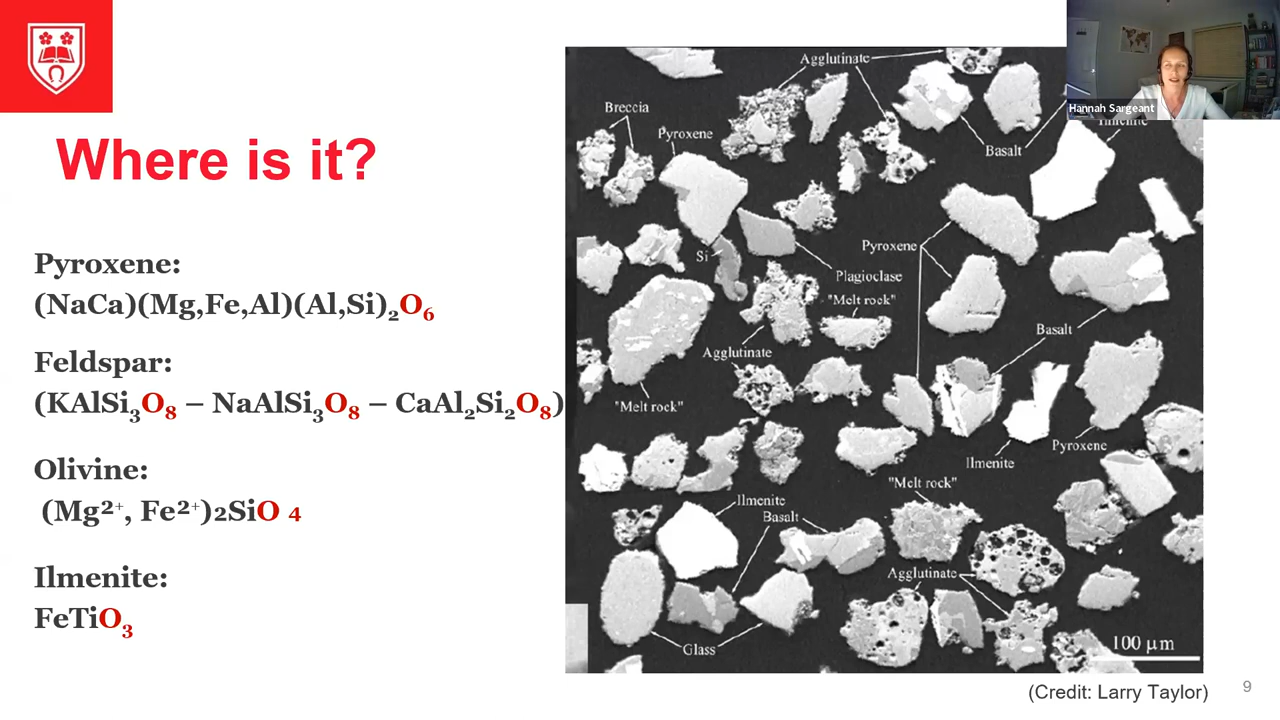 Where is it?
Pyroxene:
(NaCa)(Mg,Fe,Al)(Al,Si)₂O₆
Feldspar:
(KAlSi₃O₈ – NaAlSi₃O₈ – CaAl₂Si₂O₈)
Olivine:
(Mg²⁺, Fe²⁺)₂SiO ₄
Ilmenite:
FeTiO₃
Agglutinate
Breccia
Pyroxene
Basalt
Si
Pyroxene
Plagioclase
"Melt rock"
Basalt
Agglutinate
"Melt rock"
Pyroxene
Ilmenite
"Melt rock"
Ilmenite
Basalt
Agglutinate
Glass
100 µm
Hannah Sargeant
(Credit: Larry Taylor)
9